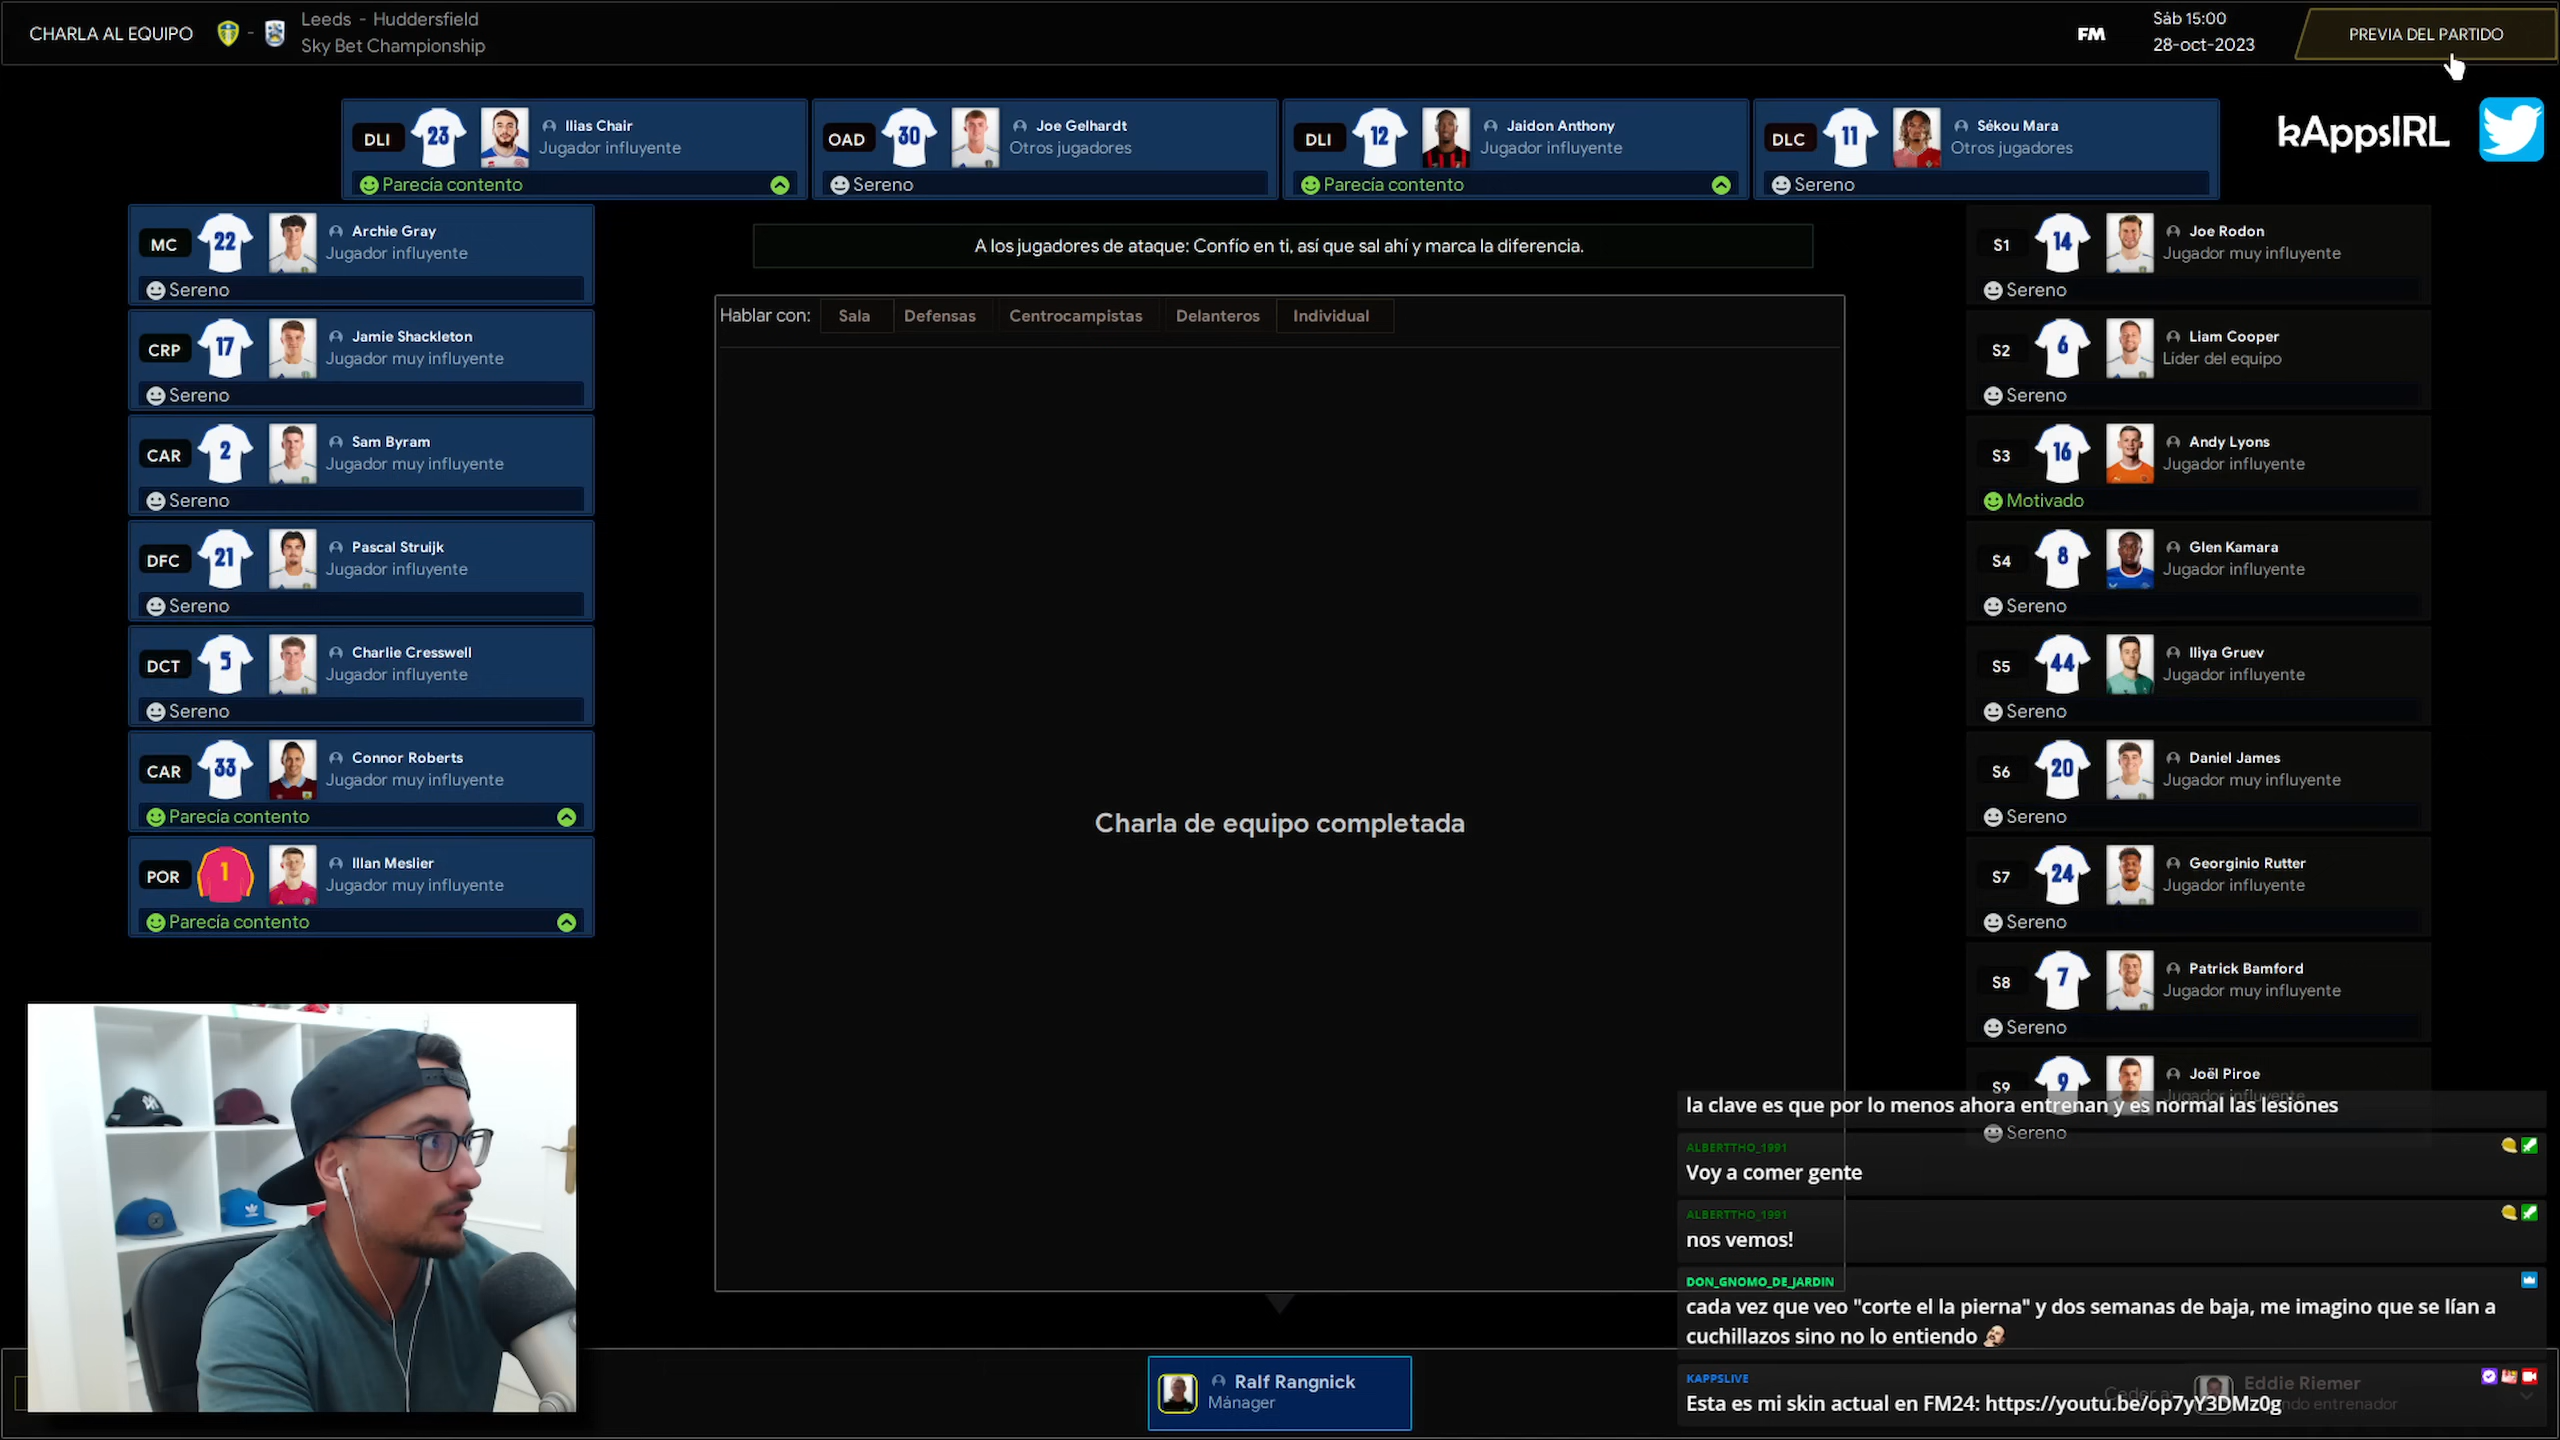 CHARLA AL EQUIPO
Leeds - Huddersfield
Sky Bet Championship
FM
Sáb 15:00
28-oct-2023
PREVIA DEL PARTIDO
kAppsIRL
DLI 23 Ilias Chair
Jugador influyente
Parecía contento
OAD 30 Joe Gelhardt
Otros jugadores
Sereno
DLI 12 Jaidon Anthony
Jugador influyente
Parecía contento
DLC 11 Sékou Mara
Otros jugadores
Sereno
MC 22 Archie Gray
Jugador influyente
Sereno
CRP 17 Jamie Shackleton
Jugador muy influyente
Sereno
CAR 2 Sam Byram
Jugador muy influyente
Sereno
DFC 21 Pascal Struijk
Jugador influyente
Sereno
DCT 5 Charlie Cresswell
Jugador influyente
Sereno
CAR 33 Connor Roberts
Jugador muy influyente
Parecía contento
POR 1 Illan Meslier
Jugador muy influyente
Parecía contento
A los jugadores de ataque: Confío en ti, así que sal ahí y marca la diferencia.
Hablar con: Sala Defensas Centrocampistas Delanteros Individual
Charla de equipo completada
S1 14 Joe Rodon
Jugador muy influyente
Sereno
S2 6 Liam Cooper
Líder del equipo
Sereno
S3 16 Andy Lyons
Jugador influyente
Motivado
S4 8 Glen Kamara
Jugador influyente
Sereno
S5 44 Iliya Gruev
Jugador influyente
Sereno
S6 20 Daniel James
Jugador muy influyente
Sereno
S7 24 Georginio Rutter
Jugador influyente
Sereno
S8 7 Patrick Bamford
Jugador muy influyente
Sereno
S9 9 Joël Piroe
Jugador influyente
Sereno
la clave es que por lo menos ahora entrenan y es normal las lesiones
ALBERTTHO_1991
Voy a comer gente
ALBERTTHO_1991
nos vemos!
DON_GNOMO_DE_JARDIN
cada vez que veo "corte el la pierna" y dos semanas de baja, me imagino que se lían a
cuchillazos sino no lo entiendo
KAPPSLIVE
Esta es mi skin actual en FM24: https://youtu.be/op7yY3DMz0g
Ralf Rangnick
Mánager
Ceder a:
Eddie Riemer
entrenador